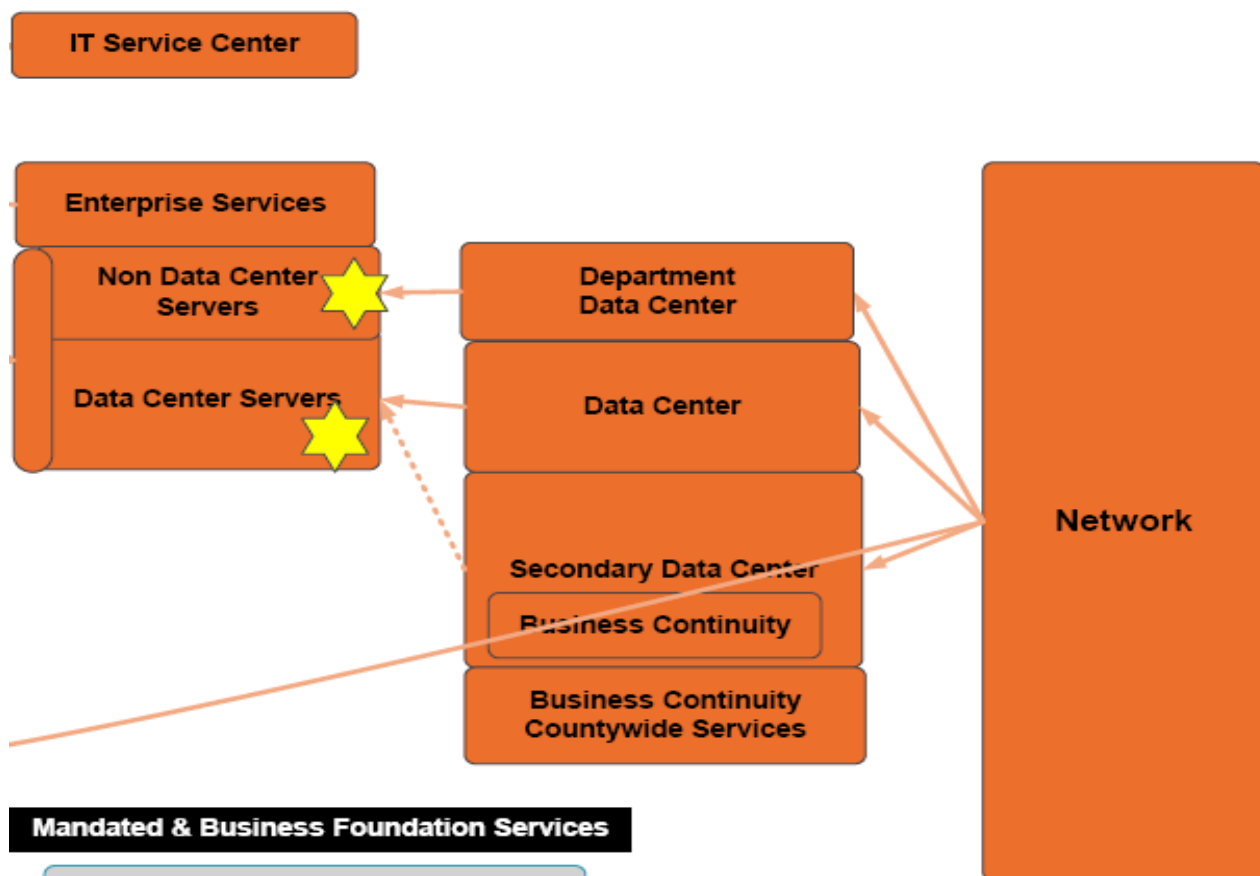 IT Service Center
Enterprise Services
Non Data Center
Servers
Data Center Servers
Department
Data Center
Data Center
Secondary Data Center
Business Continuity
Business Continuity
Countywide Services
Network
Mandated & Business Foundation Services